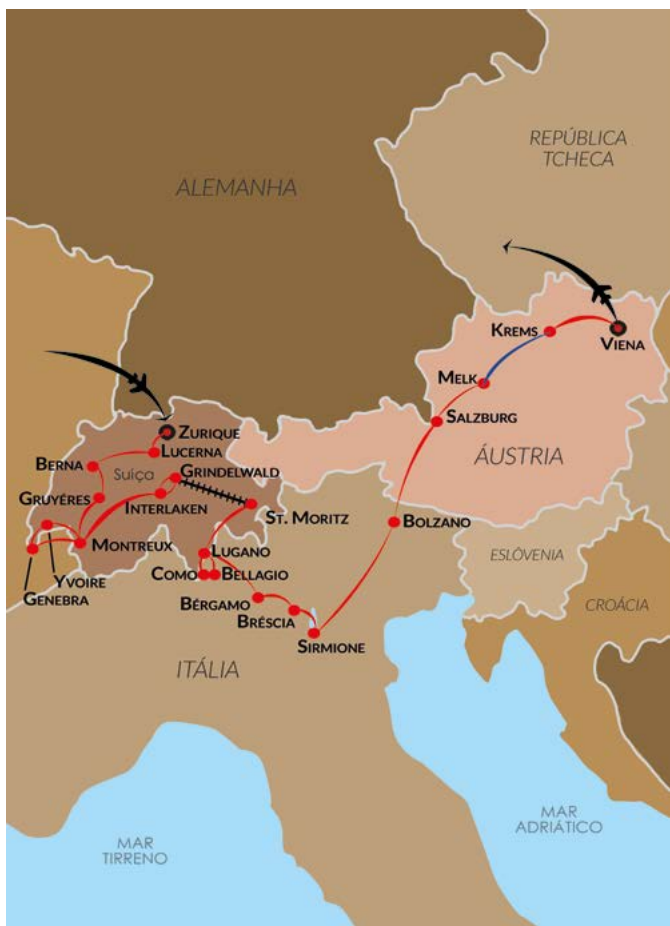 REPÚBLICA
TCHECA
ALEMANHA
KREMS
VIENA
MELK
SALZBURG
ZURIQUE
LUCERNA
BERNA
Suíça
GRINDELWALD
ÁUSTRIA
GRUYÉRES
INTERLAKEN
ST. MORITZ
BOLZANO
MONTREUX
LUGANO
ESLÔVENIA
YVOIRE
COMO
BELLAGIO
GENEBRA
BÉRGAMO
CROÁCIA
BRÉSCIA
SIRMIONE
ITÁLIA
MAR
ADRIÁTICO
MAR
TIRRENO